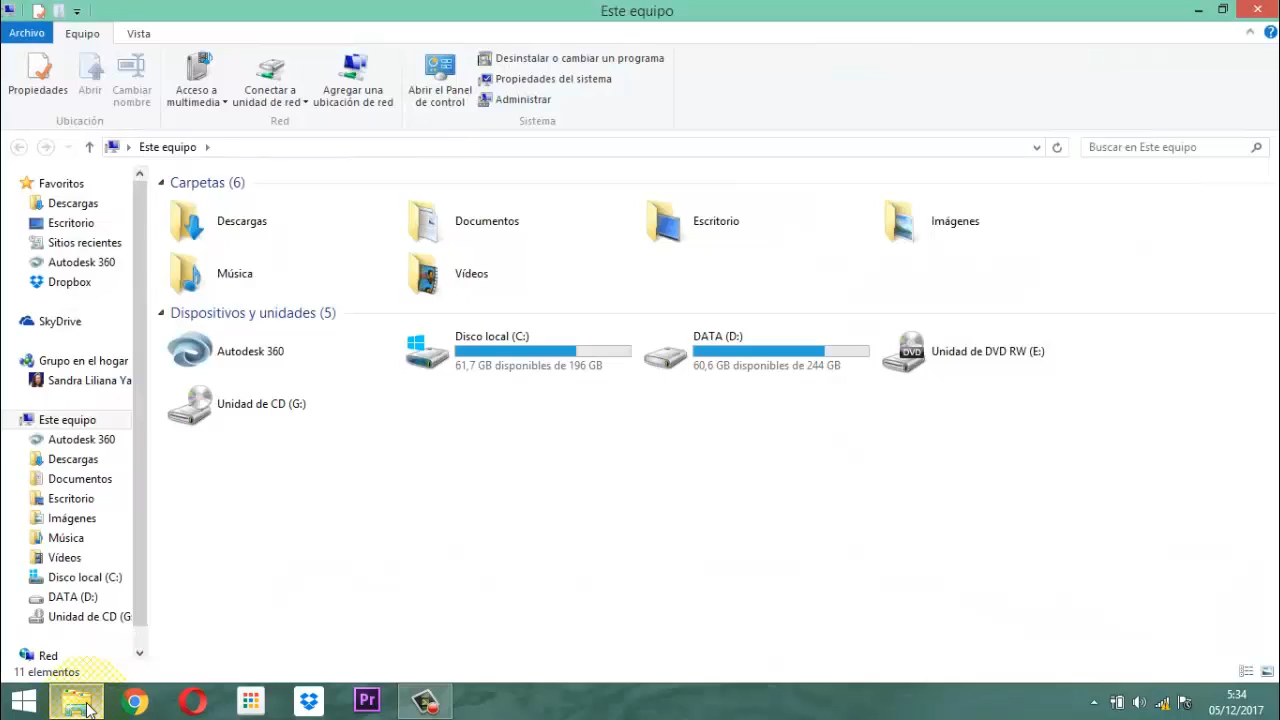 Este equipo
Archivo Equipo Vista
Propiedades
Abrir
Cambiar
nombre
Ubicación
Acceso a
multimedia
Conectar a
unidad de red
Agregar una
ubicación de red
Red
Abrir el Panel
de control
Desinstalar o cambiar un programa
Propiedades del sistema
Administrar
Sistema
Este equipo
Buscar en Este equipo
Favoritos
Descargas
Escritorio
Sitios recientes
Autodesk 360
Dropbox
SkyDrive
Grupo en el hogar
Sandra Liliana Ya
Este equipo
Autodesk 360
Descargas
Documentos
Escritorio
Imágenes
Música
Vídeos
Disco local (C:)
DATA (D:)
Unidad de CD (G
Red
Carpetas (6)
Descargas
Documentos
Escritorio
Imágenes
Música
Vídeos
Dispositivos y unidades (5)
Autodesk 360
Disco local (C:)
61,7 GB disponibles de 196 GB
DATA (D:)
60,6 GB disponibles de 244 GB
DVD
Unidad de DVD RW (E:)
Unidad de CD (G:)
11 elementos
Pr
5:34
05/12/2017